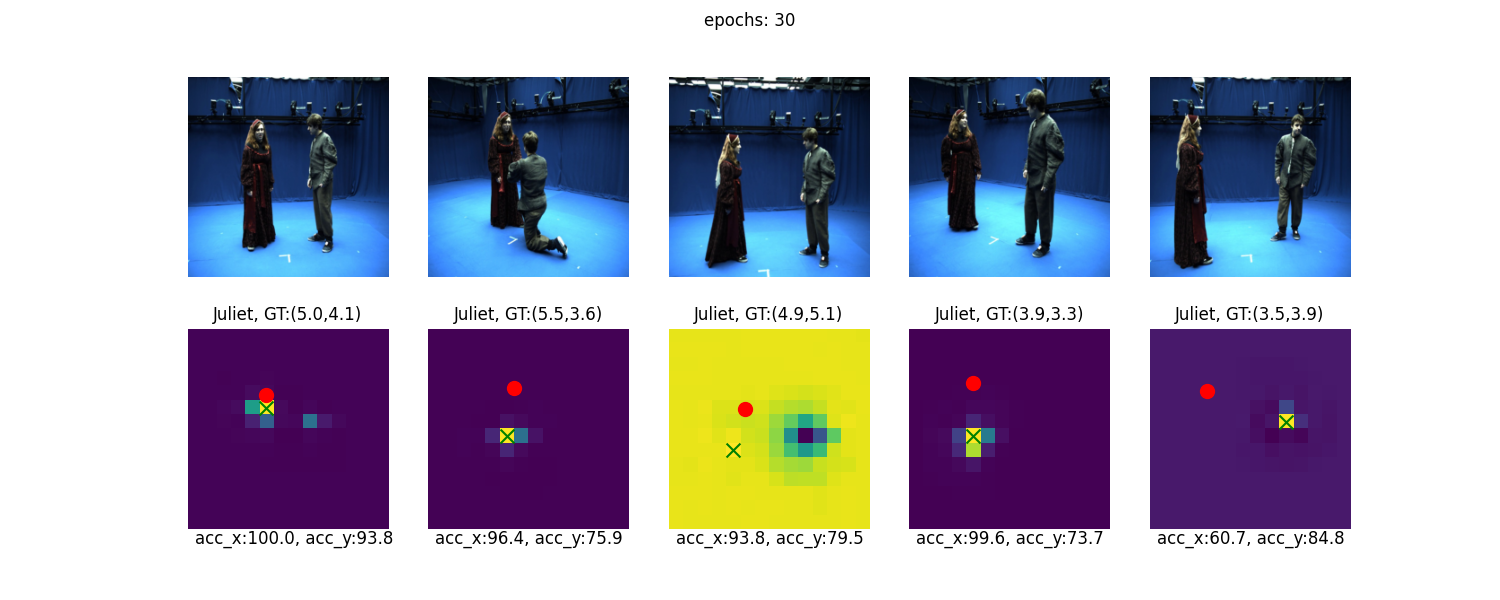 epochs: 30
Juliet, GT:(5.0,4.1)
Juliet, GT:(5.5,3.6)
Juliet, GT:(4.9,5.1)
Juliet, GT:(3.9,3.3)
Juliet, GT:(3.5,3.9)
acc_x:100.0, acc_y:93.8
acc_x:96.4, acc_y:75.9
acc_x:93.8, acc_y:79.5
acc_x:99.6, acc_y:73.7
acc_x:60.7, acc_y:84.8